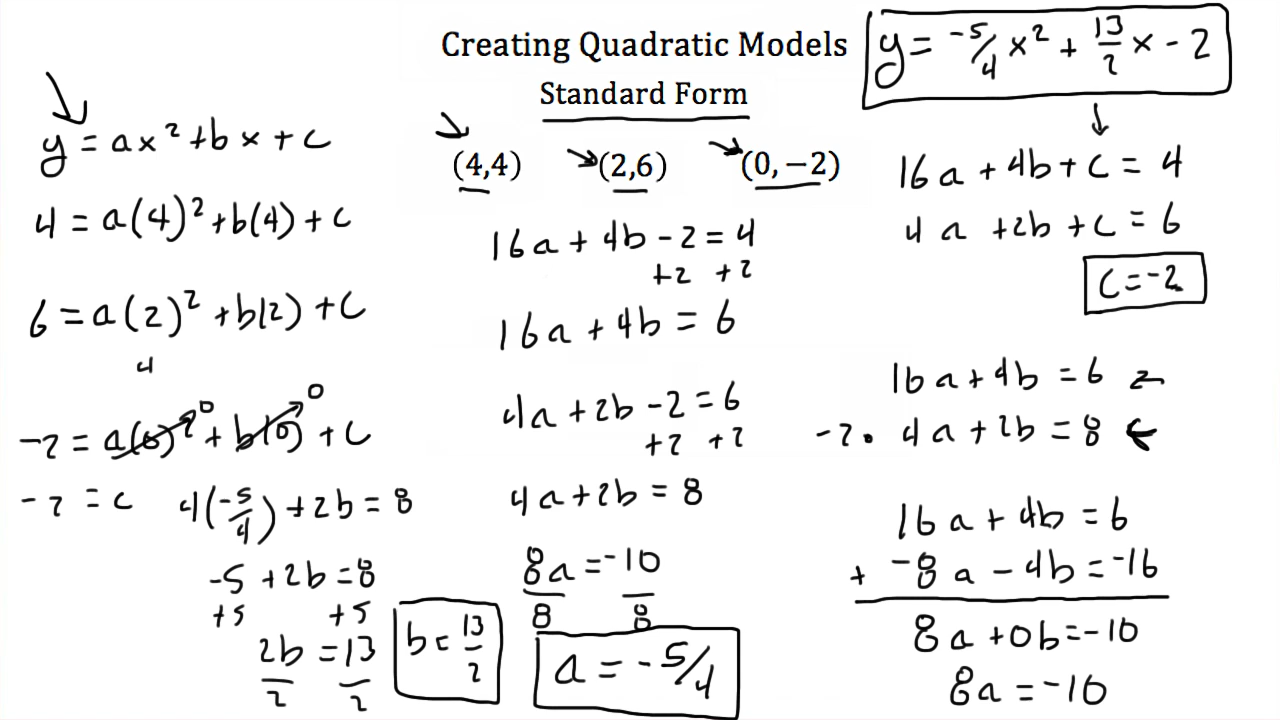 Creating Quadratic Models
Standard Form
(4,4) (2,6) (0,−2)
y = -5/4 x² + 13/2 x - 2
y = ax² + bx + c
4 = a(4)² + b(4) + c
6 = a(2)² + b(2) + c
4
-2 = a(0)² + b(0) + c
0 0
-2 = c
4(-5/4) + 2b = 8
-5 + 2b = 8
+5 +5
2b = 13
2 2
b = 13/2
16a + 4b - 2 = 4
+2 +2
16a + 4b = 6
4a + 2b - 2 = 6
+2 +2
4a + 2b = 8
8a = -10
8 8
a = -5/4
16a + 4b + c = 4
4a + 2b + c = 6
c = -2
16a + 4b = 6
-2 · 4a + 2b = 8
16a + 4b = 6
+ -8a - 4b = -16
8a + 0b = -10
8a = -10